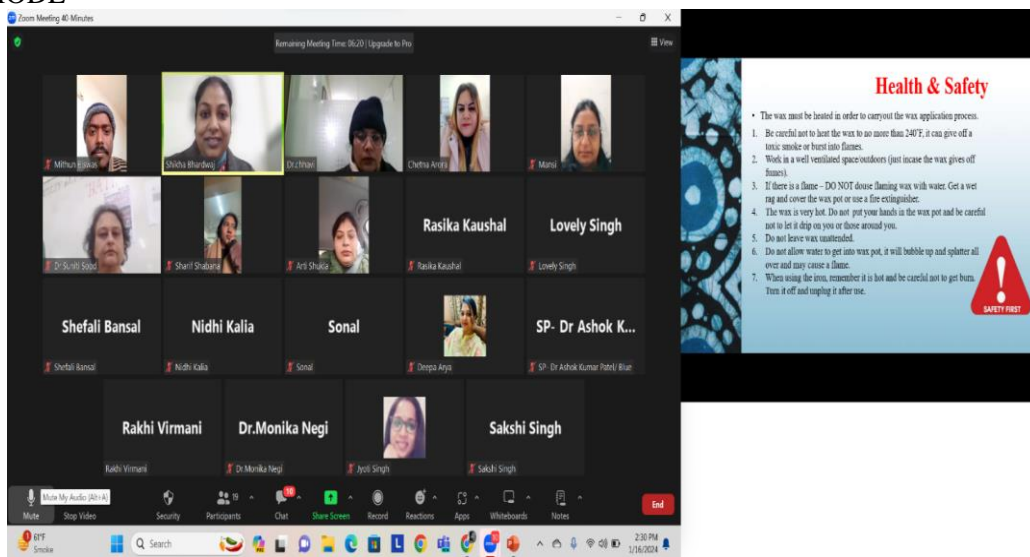 MODE
Zoom Meeting 40-Minutes
Remaining Meeting Time: 06:20 | Upgrade to Pro
View
Mithun Biswas
Shikha Bhardwaj
Dr.chhavi
Chetna Arora
Mansi
Dr Suniti Sood
Sharif Shabana
Arti Shukla
Rasika Kaushal
Rasika Kaushal
Lovely Singh
Lovely Singh
Shefali Bansal
Shefali Bansal
Nidhi Kalia
Nidhi Kalia
Sonal
Sonal
Deepa Arya
SP- Dr Ashok K...
SP- Dr Ashok Kumar Patel/ Blue
Rakhi Virmani
Rakhi Virmani
Dr.Monika Negi
Dr.Monika Negi
Jyoti Singh
Sakshi Singh
Sakshi Singh
Mute My Audio (Alt+A)
19
10
Mute
Stop Video
Security
Participants
Chat
Share Screen
Record
Reactions
Apps
Whiteboards
Notes
End
61°F
Smoke
Search
2:30 PM
1/16/2024
Health & Safety
• The wax must be heated in order to carryout the wax application process.
1. Be careful not to heat the wax to no more than 240°F, it can give off a
toxic smoke or burst into flames.
2. Work in a well ventilated space/outdoors (just incase the wax gives off
fumes).
3. If there is a flame – DO NOT douse flaming wax with water. Get a wet
rag and cover the wax pot or use a fire extinguisher.
4. The wax is very hot. Do not put your hands in the wax pot and be careful
not to let it drip on you or those around you.
5. Do not leave wax unattended.
6. Do not allow water to get into wax pot, it will bubble up and splatter all
over and may cause a flame.
7. When using the iron, remember it is hot and be careful not to get burn.
Turn it off and unplug it after use.
SAFETY FIRST